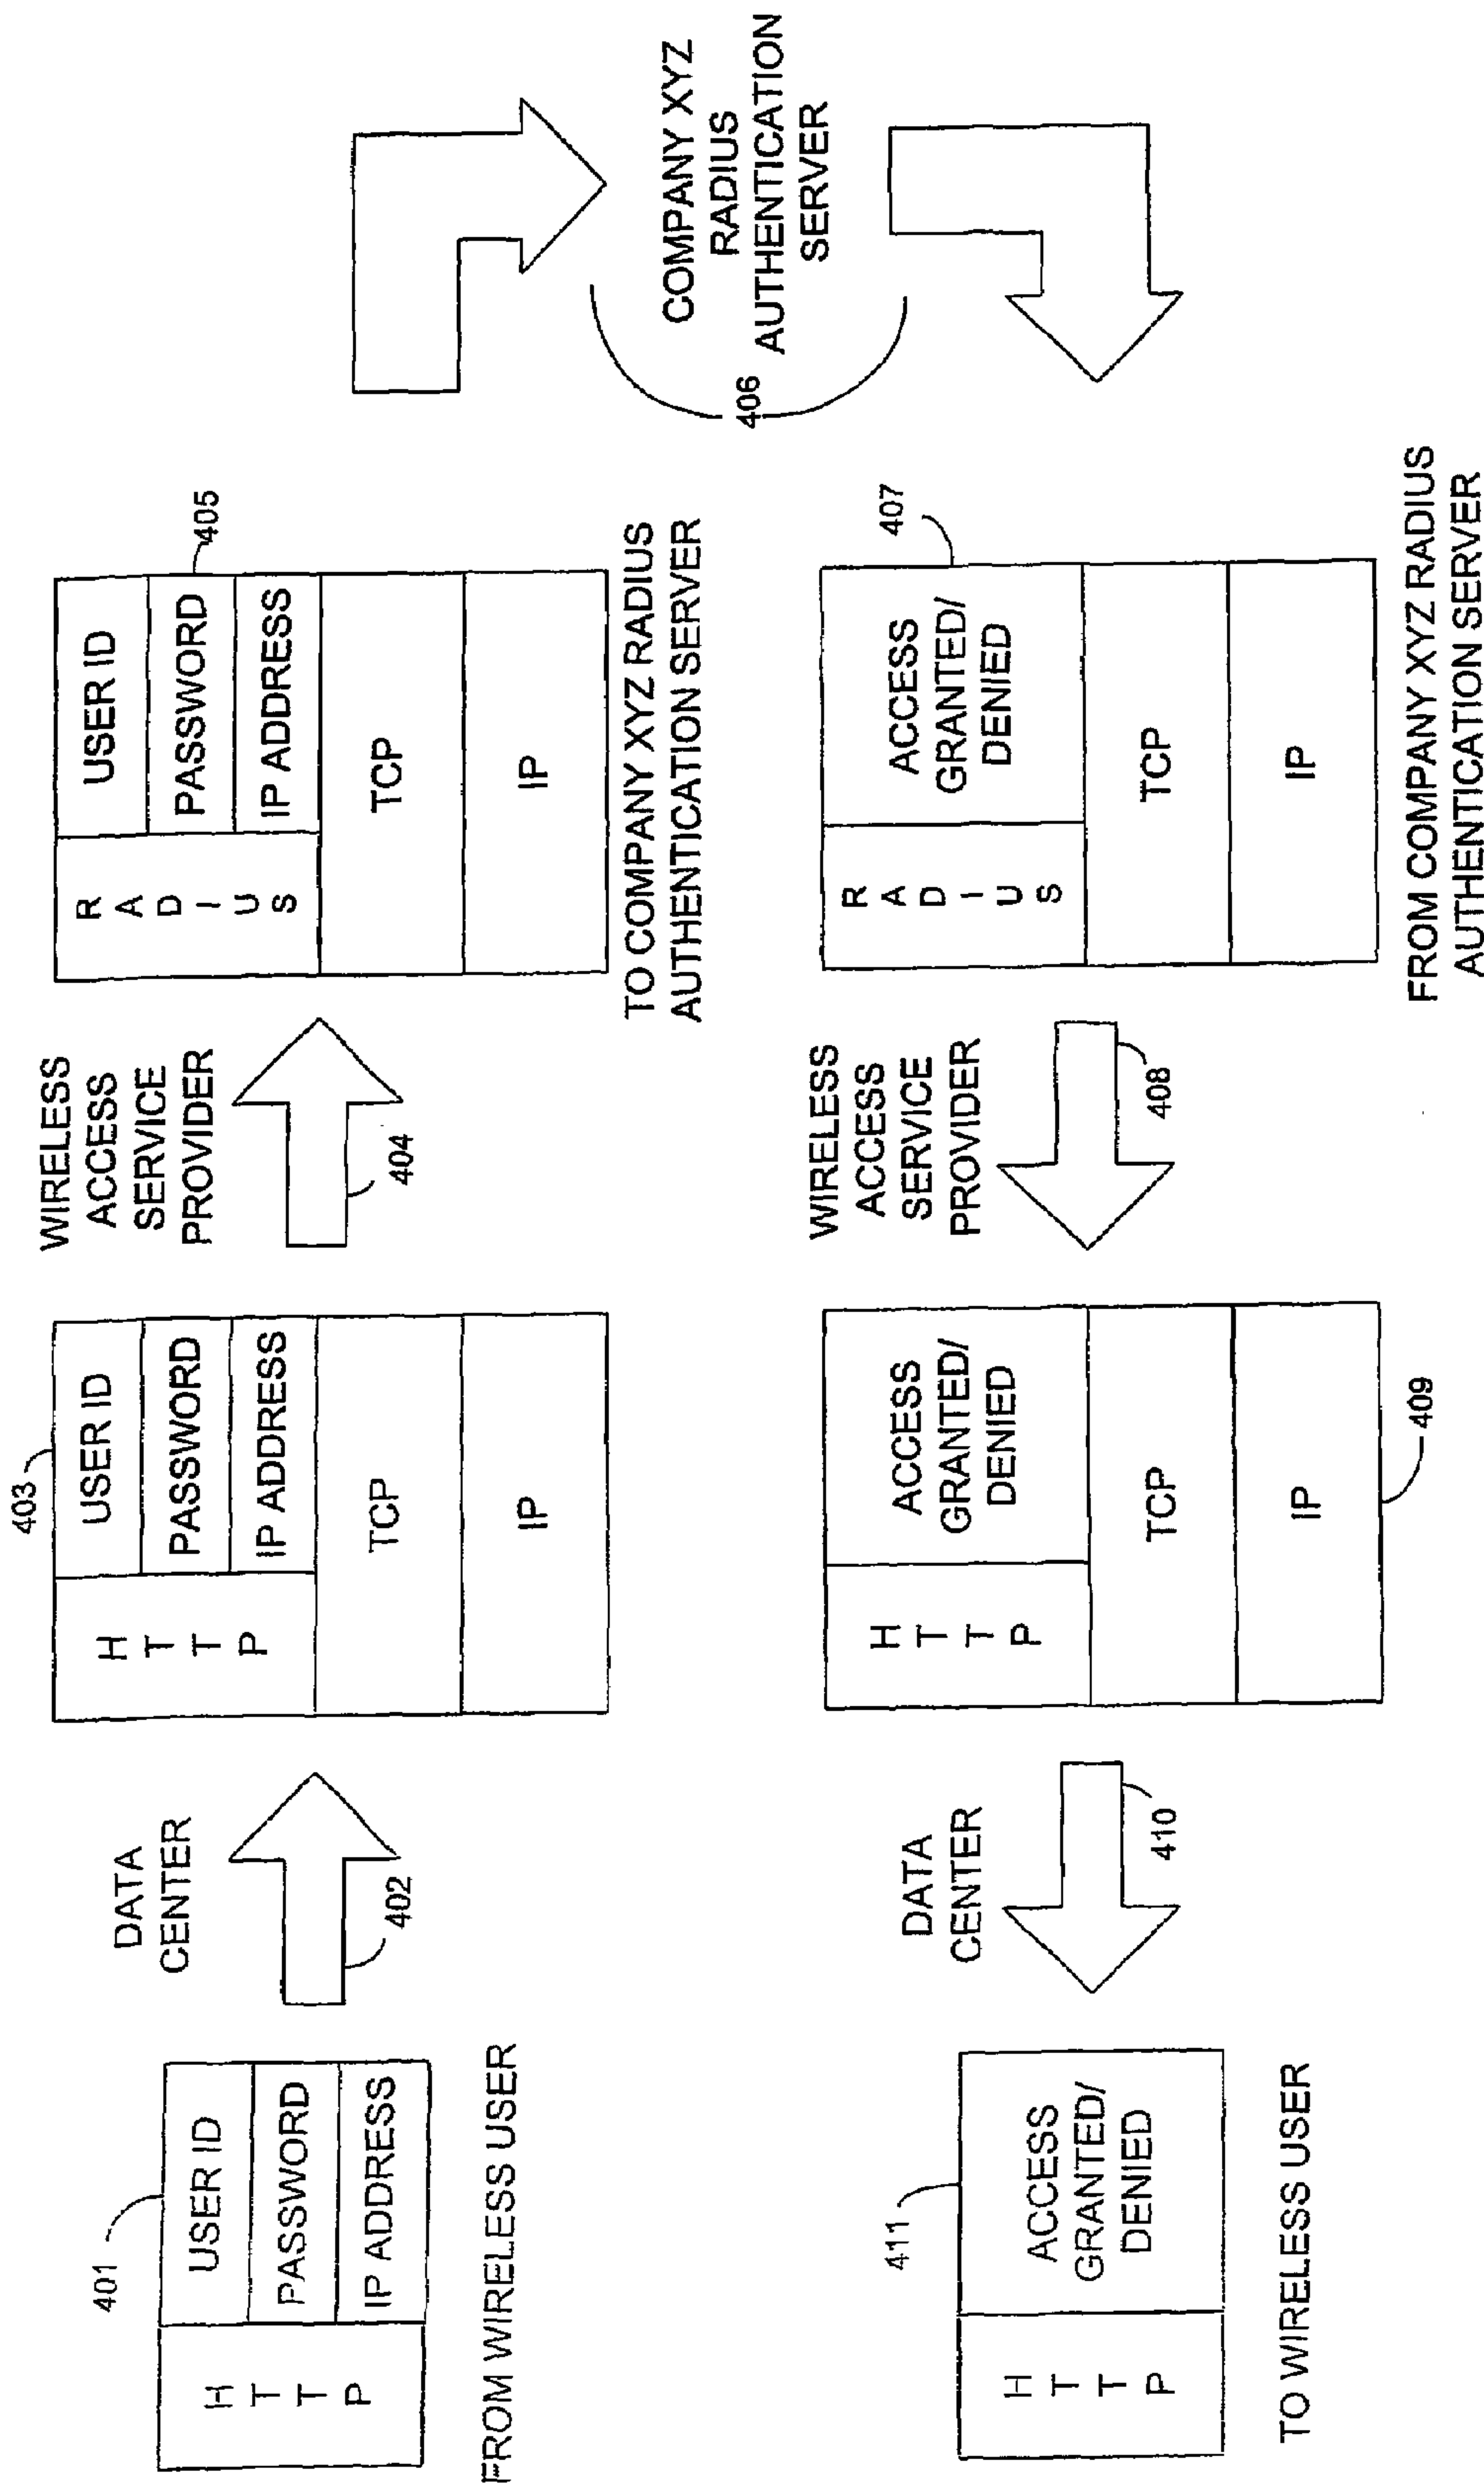 401
H
T
T
P
USER ID
PASSWORD
IP ADDRESS
FROM WIRELESS USER
DATA
CENTER
402
403
H
T
T
P
USER ID
PASSWORD
IP ADDRESS
TCP
IP
WIRELESS
ACCESS
SERVICE
PROVIDER
404
R
A
D
I
U
S
USER ID
PASSWORD
IP ADDRESS
405
TCP
IP
TO COMPANY XYZ RADIUS
AUTHENTICATION SERVER
406
COMPANY XYZ
RADIUS
AUTHENTICATION
SERVER
411
H
T
T
P
ACCESS
GRANTED/
DENIED
TO WIRELESS USER
DATA
CENTER
410
H
T
T
P
ACCESS
GRANTED/
DENIED
TCP
IP
409
WIRELESS
ACCESS
SERVICE
PROVIDER
408
R
A
D
I
U
S
ACCESS
GRANTED/
DENIED
407
TCP
IP
FROM COMPANY XYZ RADIUS
AUTHENTICATION SERVER